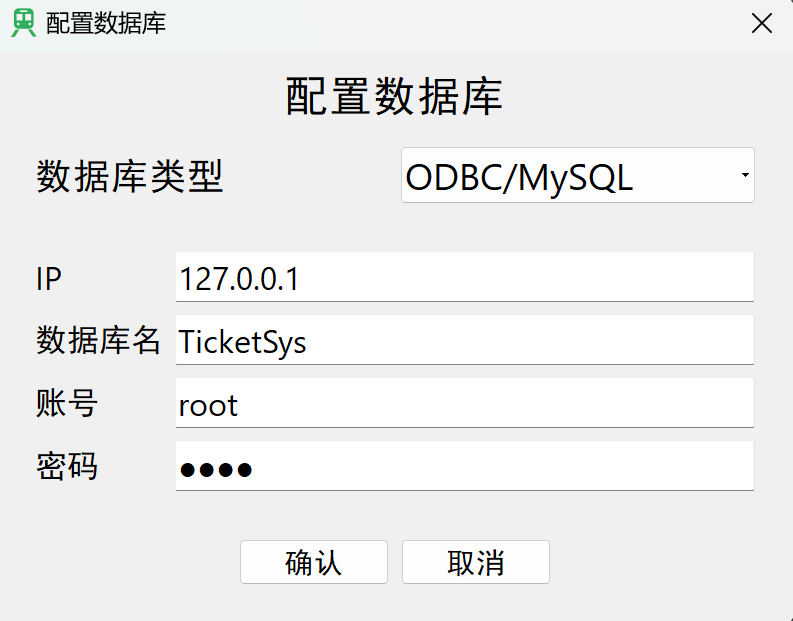 配置数据库
配置数据库
数据库类型 ODBC/MySQL
IP 127.0.0.1
数据库名 TicketSys
账号 root
密码 ●●●●
确认 取消